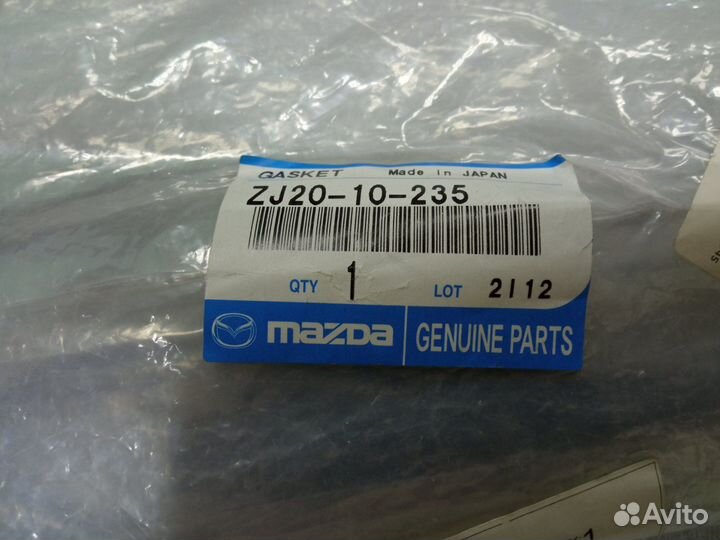 GASKET Made in JAPAN
ZJ20-10-235
QTY 1 LOT 2112
mazda GENUINE PARTS
Avito